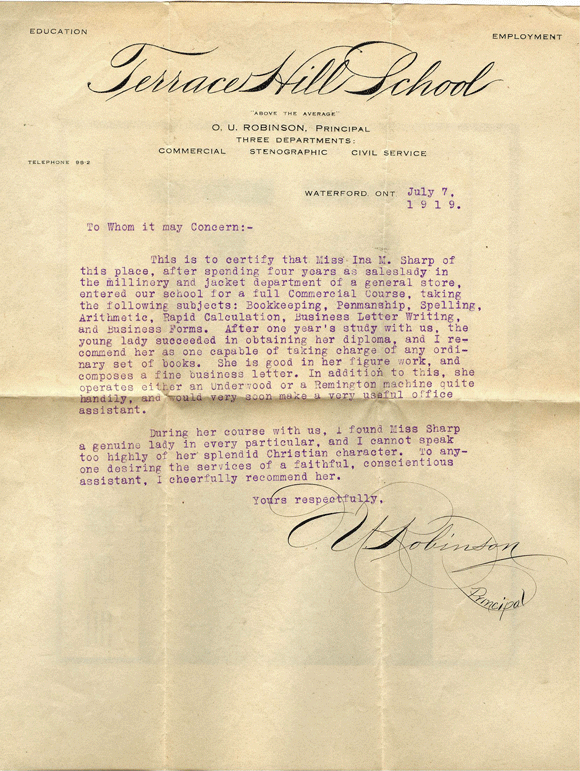 EDUCATION
EMPLOYMENT
Terrace Hill School
"ABOVE THE AVERAGE"
O. U. ROBINSON, PRINCIPAL
THREE DEPARTMENTS:
COMMERCIAL STENOGRAPHIC CIVIL SERVICE
TELEPHONE 98-2
WATERFORD, ONT July 7,
1919.
To Whom it may Concern:-
This is to certify that Miss Ina M. Sharp of
this place, after spending four years as saleslady in
the millinery and jacket department of a general store,
entered our school for a full Commercial Course, taking
the following subjects: Bookkeeping, Penmanship, Spelling,
Arithmetic, Rapid Calculation, Business Letter Writing,
and Business Forms. After one year's study with us, the
young lady succeeded in obtaining her diploma, and I re-
commend her as one capable of taking charge of any ordi-
nary set of books. She is good in her figure work, and
composes a fine business letter. In addition to this, she
operates either an Underwood or a Remington machine quite
handily, and would very soon make a very useful office
assistant.
During her course with us, I found Miss Sharp
a genuine lady in every particular, and I cannot speak
too highly of her splendid Christian character. To any-
one desiring the services of a faithful, conscientious
assistant, I cheerfully recommend her.
Yours respectfully,
O U Robinson
Principal